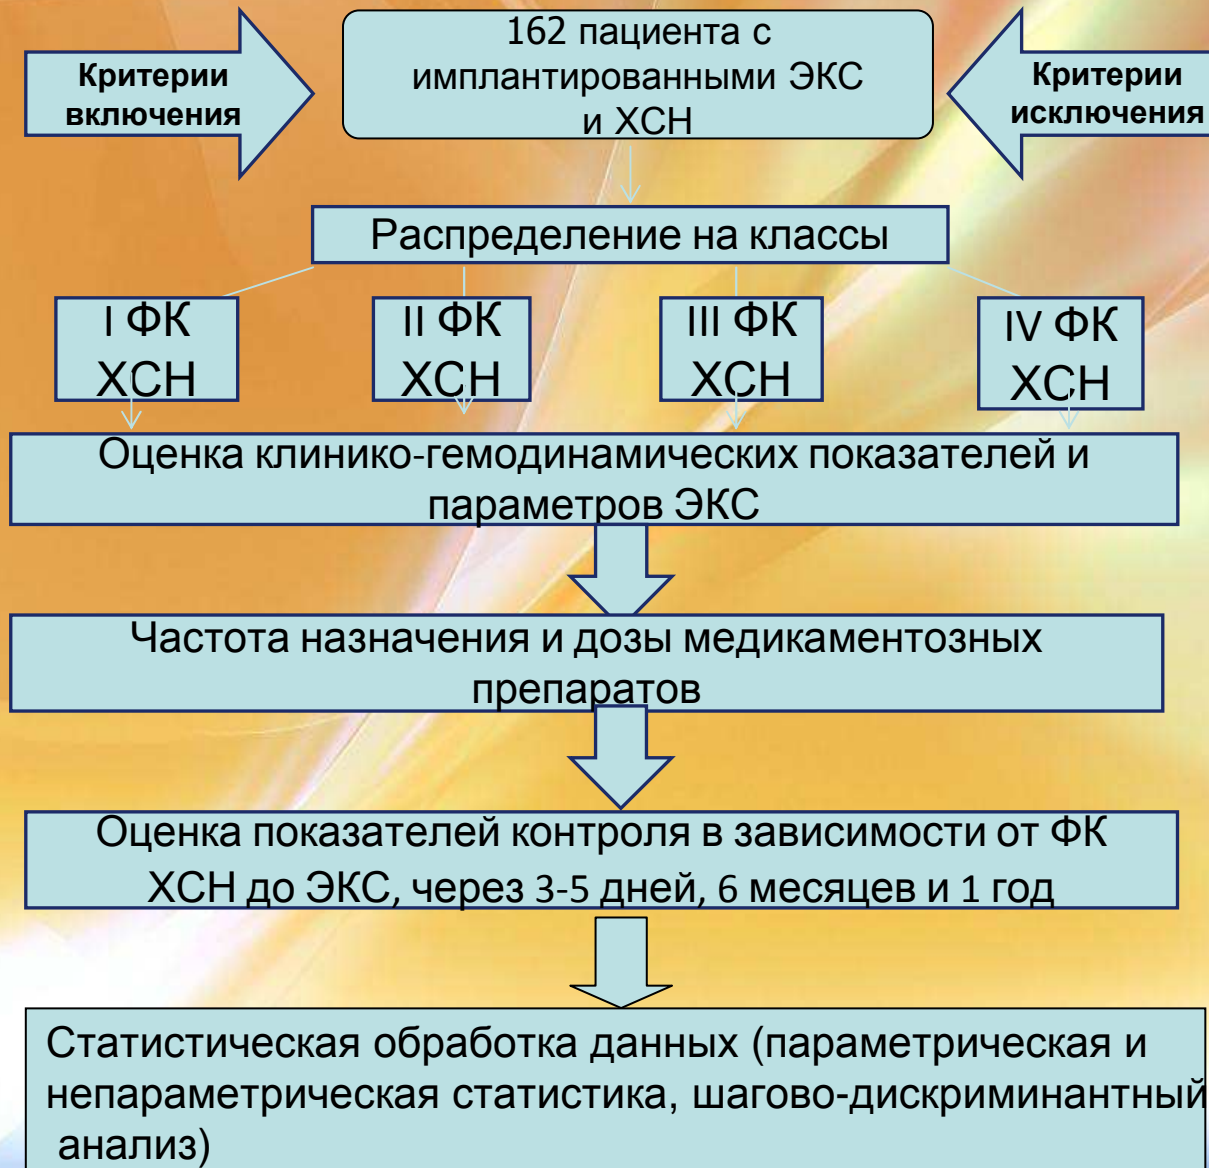 Критерии
включения
162 пациента с
имплантированными ЭКС
и ХСН
Критерии
исключения
Распределение на классы
I ФК
ХСН
II ФК
ХСН
III ФК
ХСН
IV ФК
ХСН
Оценка клинико-гемодинамических показателей и
параметров ЭКС
Частота назначения и дозы медикаментозных
препаратов
Оценка показателей контроля в зависимости от ФК
ХСН до ЭКС, через 3-5 дней, 6 месяцев и 1 год
Статистическая обработка данных (параметрическая и
непараметрическая статистика, шагово-дискриминантный
анализ)